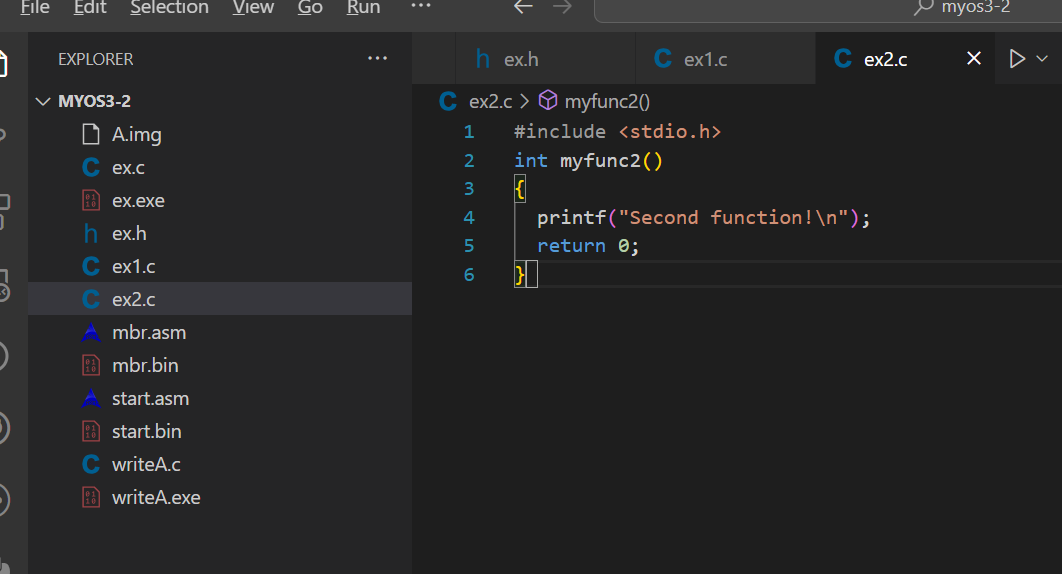 File Edit Selection View Go Run ··· myos3-2
EXPLORER ···
ex.h ex1.c ex2.c
MYOS3-2
ex2.c > myfunc2()
A.img
ex.c
ex.exe
ex.h
ex1.c
ex2.c
mbr.asm
mbr.bin
start.asm
start.bin
writeA.c
writeA.exe
1 #include <stdio.h>
2 int myfunc2()
3 {
4 printf("Second function!\n");
5 return 0;
6 }